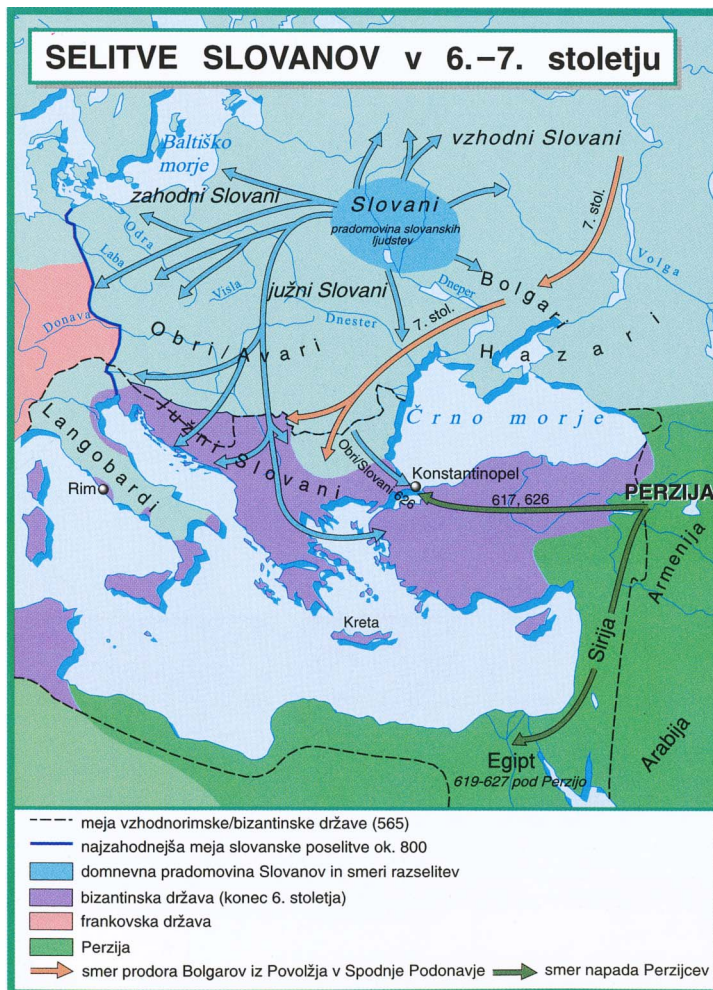 SELITVE SLOVANOV v 6.–7. stoletju
Baltiško
morje
vzhodni Slovani
zahodni Slovani
Slovani
pradomovina slovanskih
ljudstev
7. stol.
Odra
Laba
Visla
Volga
južni Slovani
Dneper
Bolgari
Dnester
7. stol.
Donava
Obri/Avari
Hazari
Črno morje
Južni Slovani
Langobardi
Obri/Slovani 626
Konstantinopel
Rim
617, 626
PERZIJA
Armenija
Kreta
Sirija
Arabija
Egipt
619-627 pod Perzijo
meja vzhodnorimske/bizantinske države (565)
najzahodnejša meja slovanske poselitve ok. 800
domnevna pradomovina Slovanov in smeri razselitev
bizantinska država (konec 6. stoletja)
frankovska država
Perzija
smer prodora Bolgarov iz Povolžja v Spodnje Podonavje smer napada Perzijcev